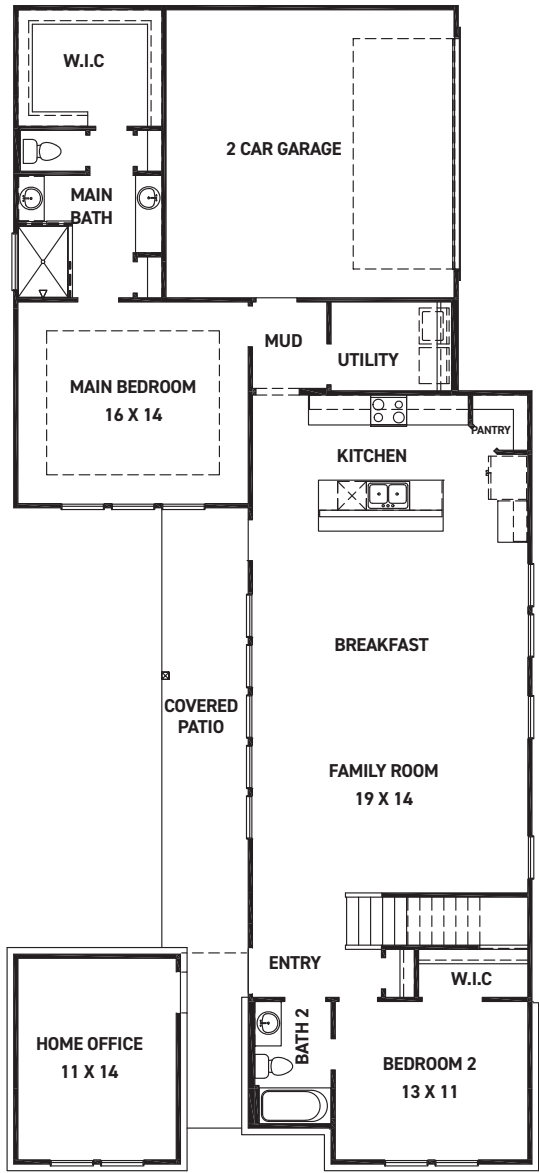 W.I.C
2 CAR GARAGE
MAIN
BATH
MUD
UTILITY
MAIN BEDROOM
16 X 14
PANTRY
KITCHEN
BREAKFAST
COVERED
PATIO
FAMILY ROOM
19 X 14
ENTRY
W.I.C
BATH 2
HOME OFFICE
11 X 14
BEDROOM 2
13 X 11